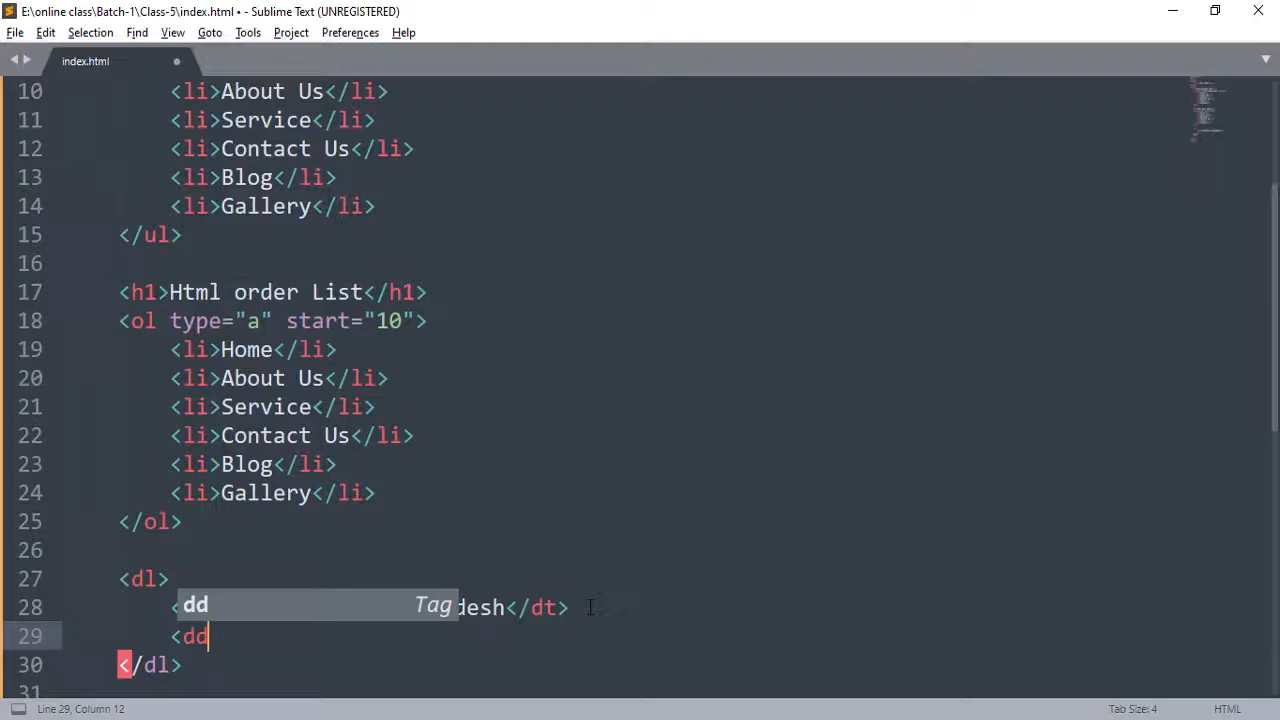 E:\online class\Batch-1\Class-5\index.html • - Sublime Text (UNREGISTERED)
File Edit Selection Find View Goto Tools Project Preferences Help
index.html
10 <li>About Us</li>
11 <li>Service</li>
12 <li>Contact Us</li>
13 <li>Blog</li>
14 <li>Gallery</li>
15 </ul>
16
17 <h1>Html order List</h1>
18 <ol type="a" start="10">
19 <li>Home</li>
20 <li>About Us</li>
21 <li>Service</li>
22 <li>Contact Us</li>
23 <li>Blog</li>
24 <li>Gallery</li>
25 </ol>
26
27 <dl>
dd Tag
28 <desh</dt>
29 <dd
30 </dl>
31
Line 29, Column 12 Tab Size: 4 HTML